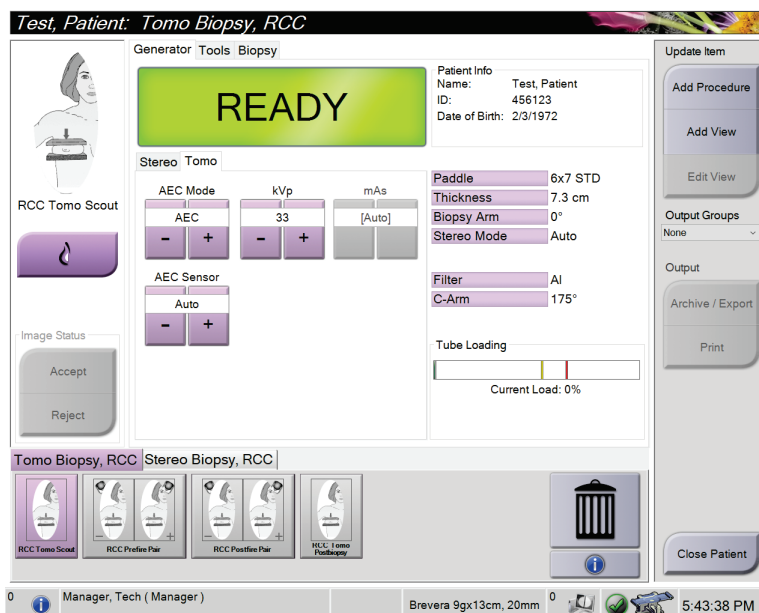 Test, Patient: Tomo Biopsy, RCC
Generator Tools Biopsy
READY
Patient Info
Name: Test, Patient
ID: 456123
Date of Birth: 2/3/1972
RCC Tomo Scout
Stereo Tomo
AEC Mode kVp mAs
AEC 33 [Auto]
- + - +
AEC Sensor
Auto
- +
Paddle 6x7 STD
Thickness 7.3 cm
Biopsy Arm 0°
Stereo Mode Auto
Filter Al
C-Arm 175°
Tube Loading
Current Load: 0%
Image Status
Accept
Reject
Update Item
Add Procedure
Add View
Edit View
Output Groups
None
Output
Archive / Export
Print
Tomo Biopsy, RCC Stereo Biopsy, RCC
RCC Tomo Scout
- +
RCC Prefire Pair
- +
RCC Postfire Pair
RCC Tomo
Postbiopsy
Close Patient
0 Manager, Tech ( Manager ) Brevera 9gx13cm, 20mm 0 5:43:38 PM